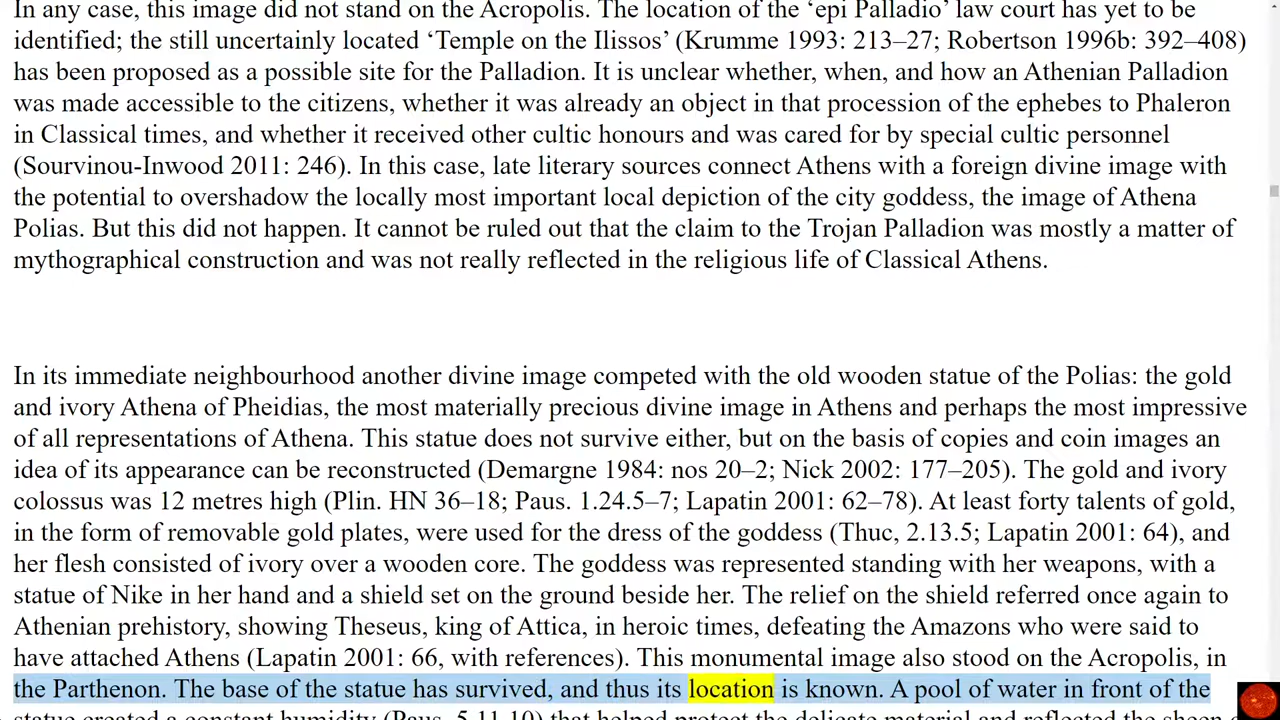 In any case, this image did not stand on the Acropolis. The location of the ‘epi Palladio’ law court has yet to be
identified; the still uncertainly located ‘Temple on the Ilissos’ (Krumme 1993: 213–27; Robertson 1996b: 392–408)
has been proposed as a possible site for the Palladion. It is unclear whether, when, and how an Athenian Palladion
was made accessible to the citizens, whether it was already an object in that procession of the ephebes to Phaleron
in Classical times, and whether it received other cultic honours and was cared for by special cultic personnel
(Sourvinou-Inwood 2011: 246). In this case, late literary sources connect Athens with a foreign divine image with
the potential to overshadow the locally most important local depiction of the city goddess, the image of Athena
Polias. But this did not happen. It cannot be ruled out that the claim to the Trojan Palladion was mostly a matter of
mythographical construction and was not really reflected in the religious life of Classical Athens.
In its immediate neighbourhood another divine image competed with the old wooden statue of the Polias: the gold
and ivory Athena of Pheidias, the most materially precious divine image in Athens and perhaps the most impressive
of all representations of Athena. This statue does not survive either, but on the basis of copies and coin images an
idea of its appearance can be reconstructed (Demargne 1984: nos 20–2; Nick 2002: 177–205). The gold and ivory
colossus was 12 metres high (Plin. HN 36–18; Paus. 1.24.5–7; Lapatin 2001: 62–78). At least forty talents of gold,
in the form of removable gold plates, were used for the dress of the goddess (Thuc, 2.13.5; Lapatin 2001: 64), and
her flesh consisted of ivory over a wooden core. The goddess was represented standing with her weapons, with a
statue of Nike in her hand and a shield set on the ground beside her. The relief on the shield referred once again to
Athenian prehistory, showing Theseus, king of Attica, in heroic times, defeating the Amazons who were said to
have attached Athens (Lapatin 2001: 66, with references). This monumental image also stood on the Acropolis, in
the Parthenon. The base of the statue has survived, and thus its location is known. A pool of water in front of the
statue created a constant humidity (Paus. 5.11.10) that helped protect the delicate material and reflected the sheen